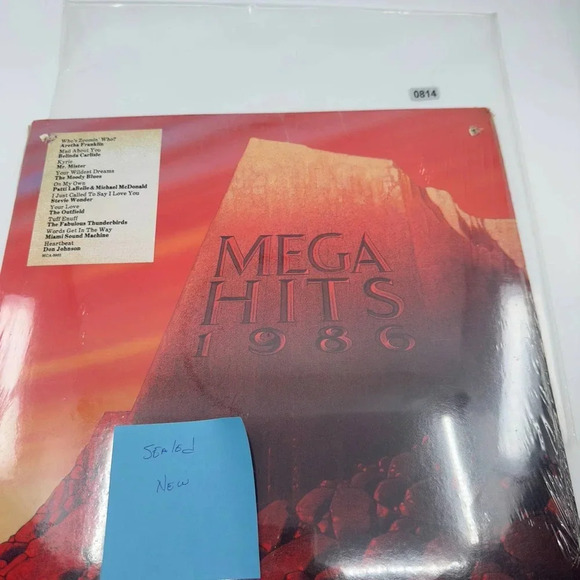 0814
Who's Zoomin' Who?
Aretha Franklin
Mad About You
Belinda Carlisle
Kyrie
Mr. Mister
Your Wildest Dreams
The Moody Blues
On My Own
Patti LaBelle & Michael McDonald
I Just Called To Say I Love You
Stevie Wonder
Your Love
The Outfield
Tuff Enuff
The Fabulous Thunderbirds
Words Get In The Way
Miami Sound Machine
Heartbeat
Don Johnson
MEGA
HITS
1986
Sealed
New